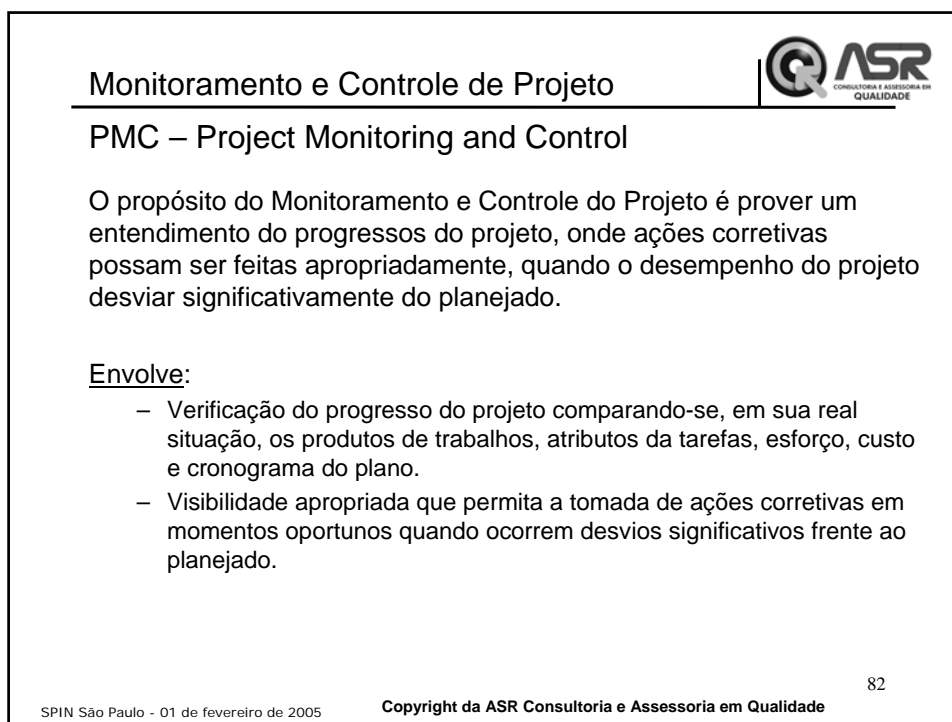 Monitoramento e Controle de Projeto
ASR
CONSULTORIA E ASSESSORIA EM
QUALIDADE
PMC – Project Monitoring and Control
O propósito do Monitoramento e Controle do Projeto é prover um
entendimento do progressos do projeto, onde ações corretivas
possam ser feitas apropriadamente, quando o desempenho do projeto
desviar significativamente do planejado.
Envolve:
– Verificação do progresso do projeto comparando-se, em sua real
situação, os produtos de trabalhos, atributos da tarefas, esforço, custo
e cronograma do plano.
– Visibilidade apropriada que permita a tomada de ações corretivas em
momentos oportunos quando ocorrem desvios significativos frente ao
planejado.
82
SPIN São Paulo - 01 de fevereiro de 2005
Copyright da ASR Consultoria e Assessoria em Qualidade